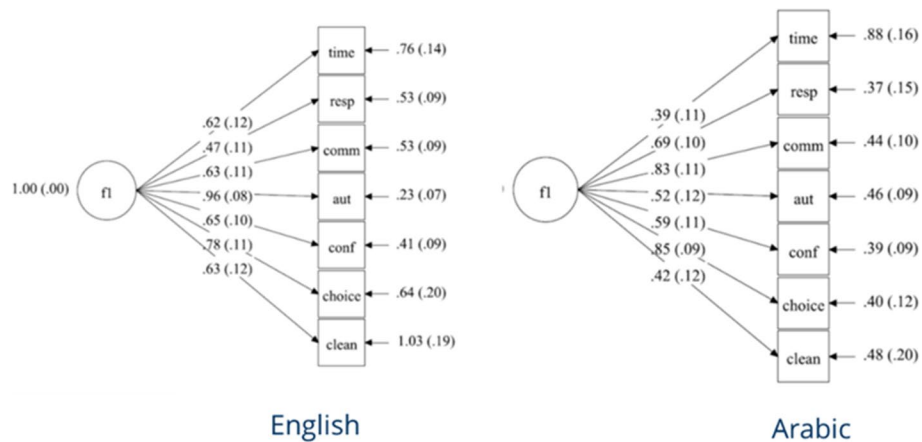 time
.76 (.14)
resp
.53 (.09)
.62 (.12)
.47 (.11)
comm
.53 (.09)
.63 (.11)
1.00 (.00)
f1
.96 (.08)
aut
.23 (.07)
.65 (.10)
.78 (.11)
conf
.41 (.09)
.63 (.12)
choice
.64 (.20)
clean
1.03 (.19)
English
time
.88 (.16)
resp
.37 (.15)
.39 (.11)
.69 (.10)
comm
.44 (.10)
.83 (.11)
f1
.52 (.12)
aut
.46 (.09)
.59 (.11)
.85 (.09)
conf
.39 (.09)
.42 (.12)
choice
.40 (.12)
clean
.48 (.20)
Arabic